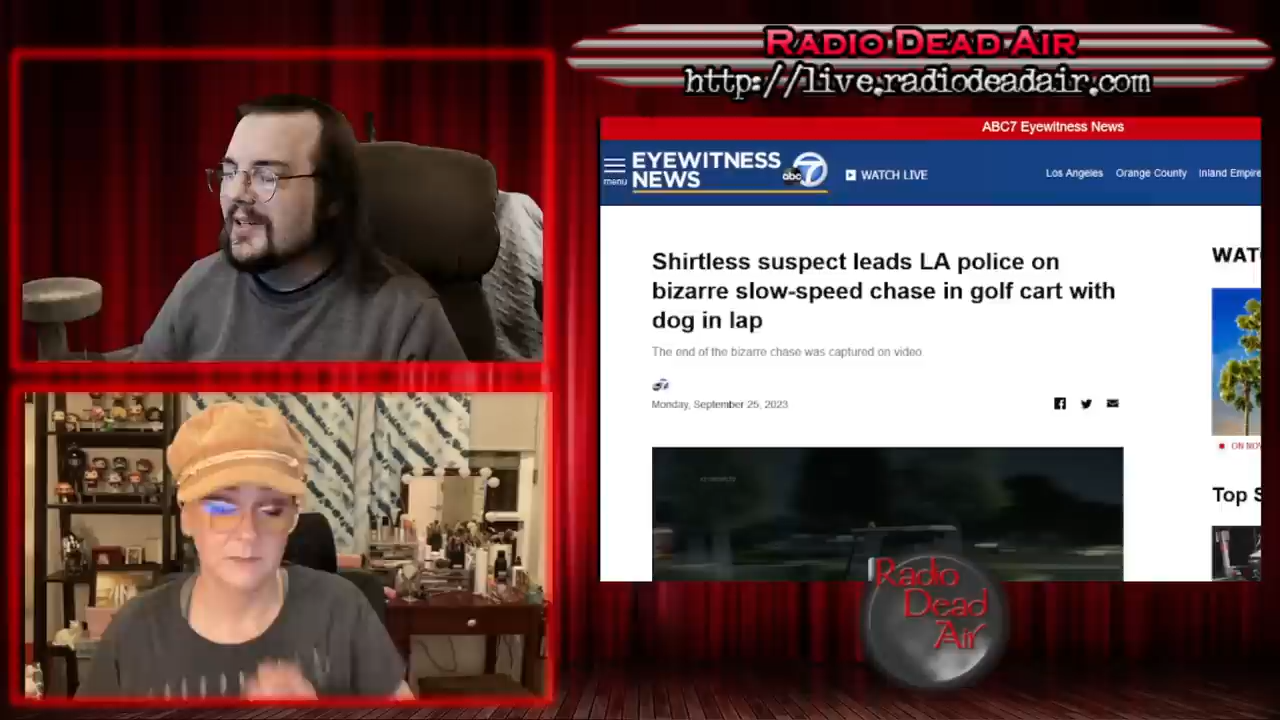 Radio Dead Air
http://live.radiodeadair.com
ABC7 Eyewitness News
menu
EYEWITNESS
NEWS
abc 7
WATCH LIVE
Los Angeles
Orange County
Inland Empire
Shirtless suspect leads LA police on
bizarre slow-speed chase in golf cart with
dog in lap
The end of the bizarre chase was captured on video.
Monday, September 25, 2023
WAT
ON NO
Top S
Radio
Dead
Air